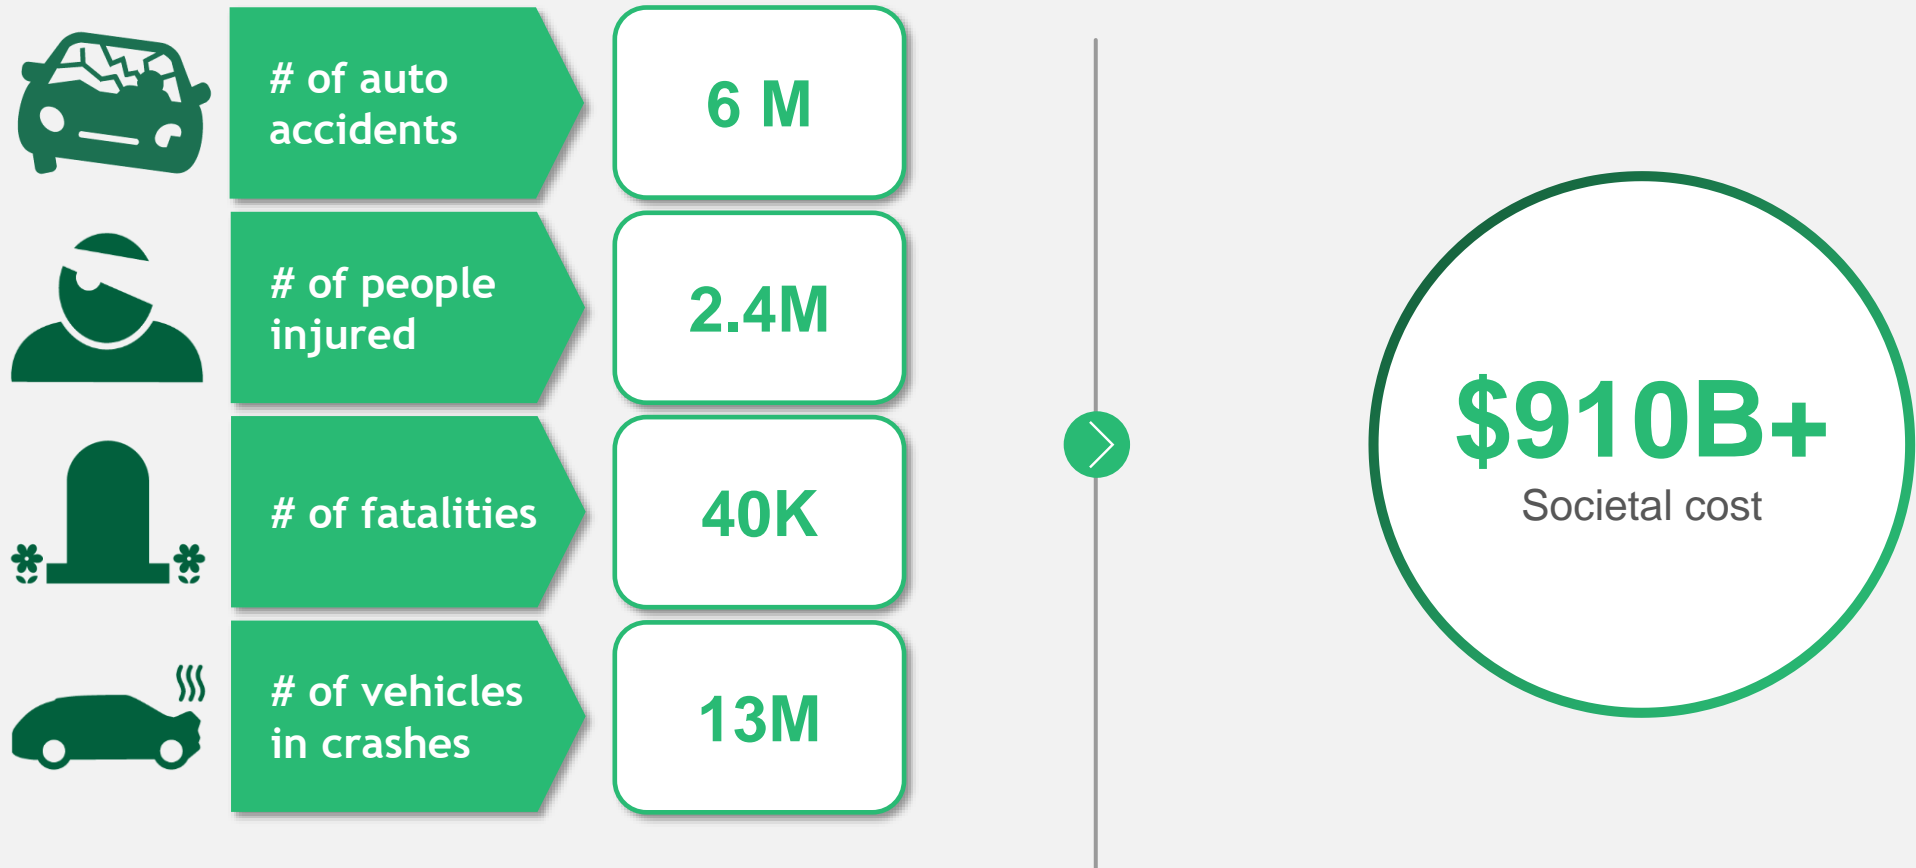 # of auto
accidents
6 M
# of people
injured
2.4M
# of fatalities
40K
# of vehicles
in crashes
13M
$910B+
Societal cost